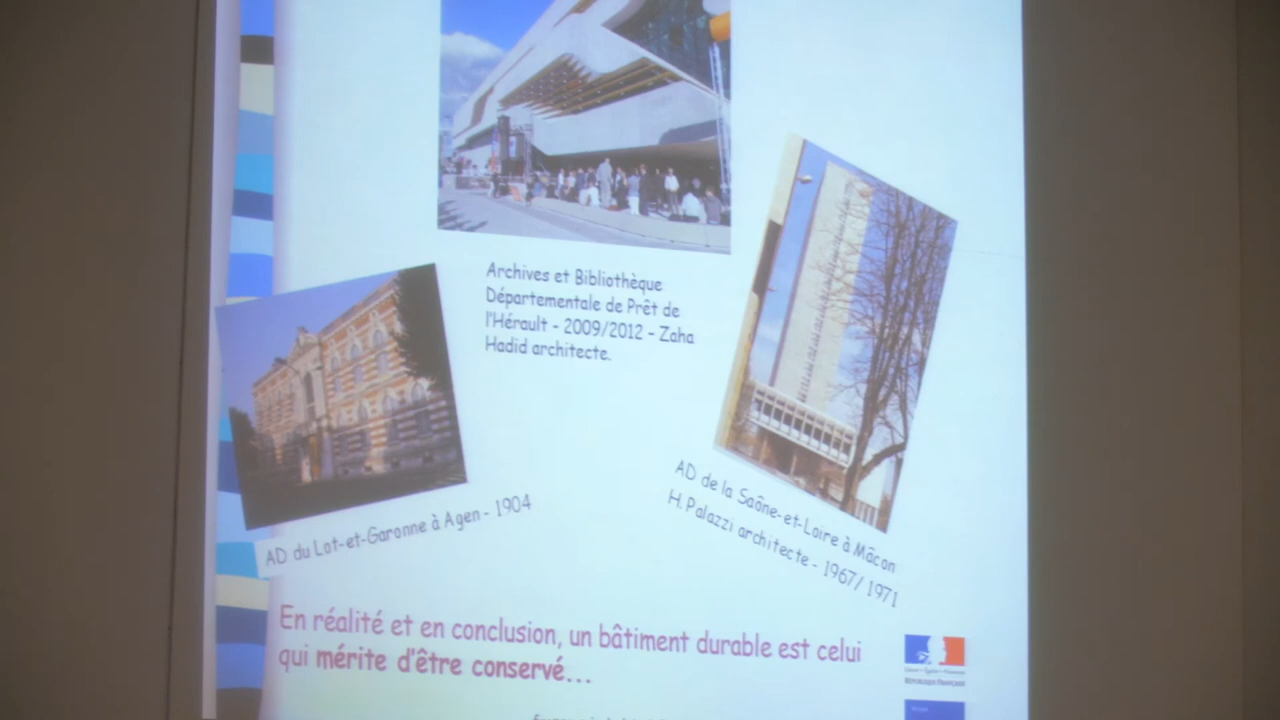 Archives et Bibliothèque
Départementale de Prêt de
l'Hérault - 2009/2012 - Zaha
Hadid architecte.
AD du Lot-et-Garonne à Agen - 1904
AD de la Saône-et-Loire à Mâcon
H. Palazzi architecte - 1967/ 1971
En réalité et en conclusion, un bâtiment durable est celui
qui mérite d'être conservé...
RÉPUBLIQUE FRANÇAISE